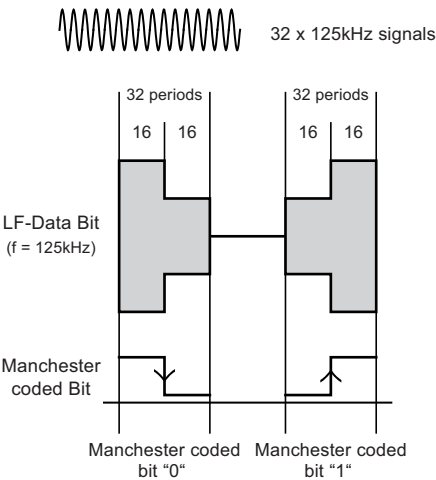 32 x 125kHz signals
32 periods
32 periods
16
16
16
16
LF-Data Bit
(f = 125kHz)
Manchester
coded Bit
Manchester coded
bit “0“
Manchester coded
bit “1“